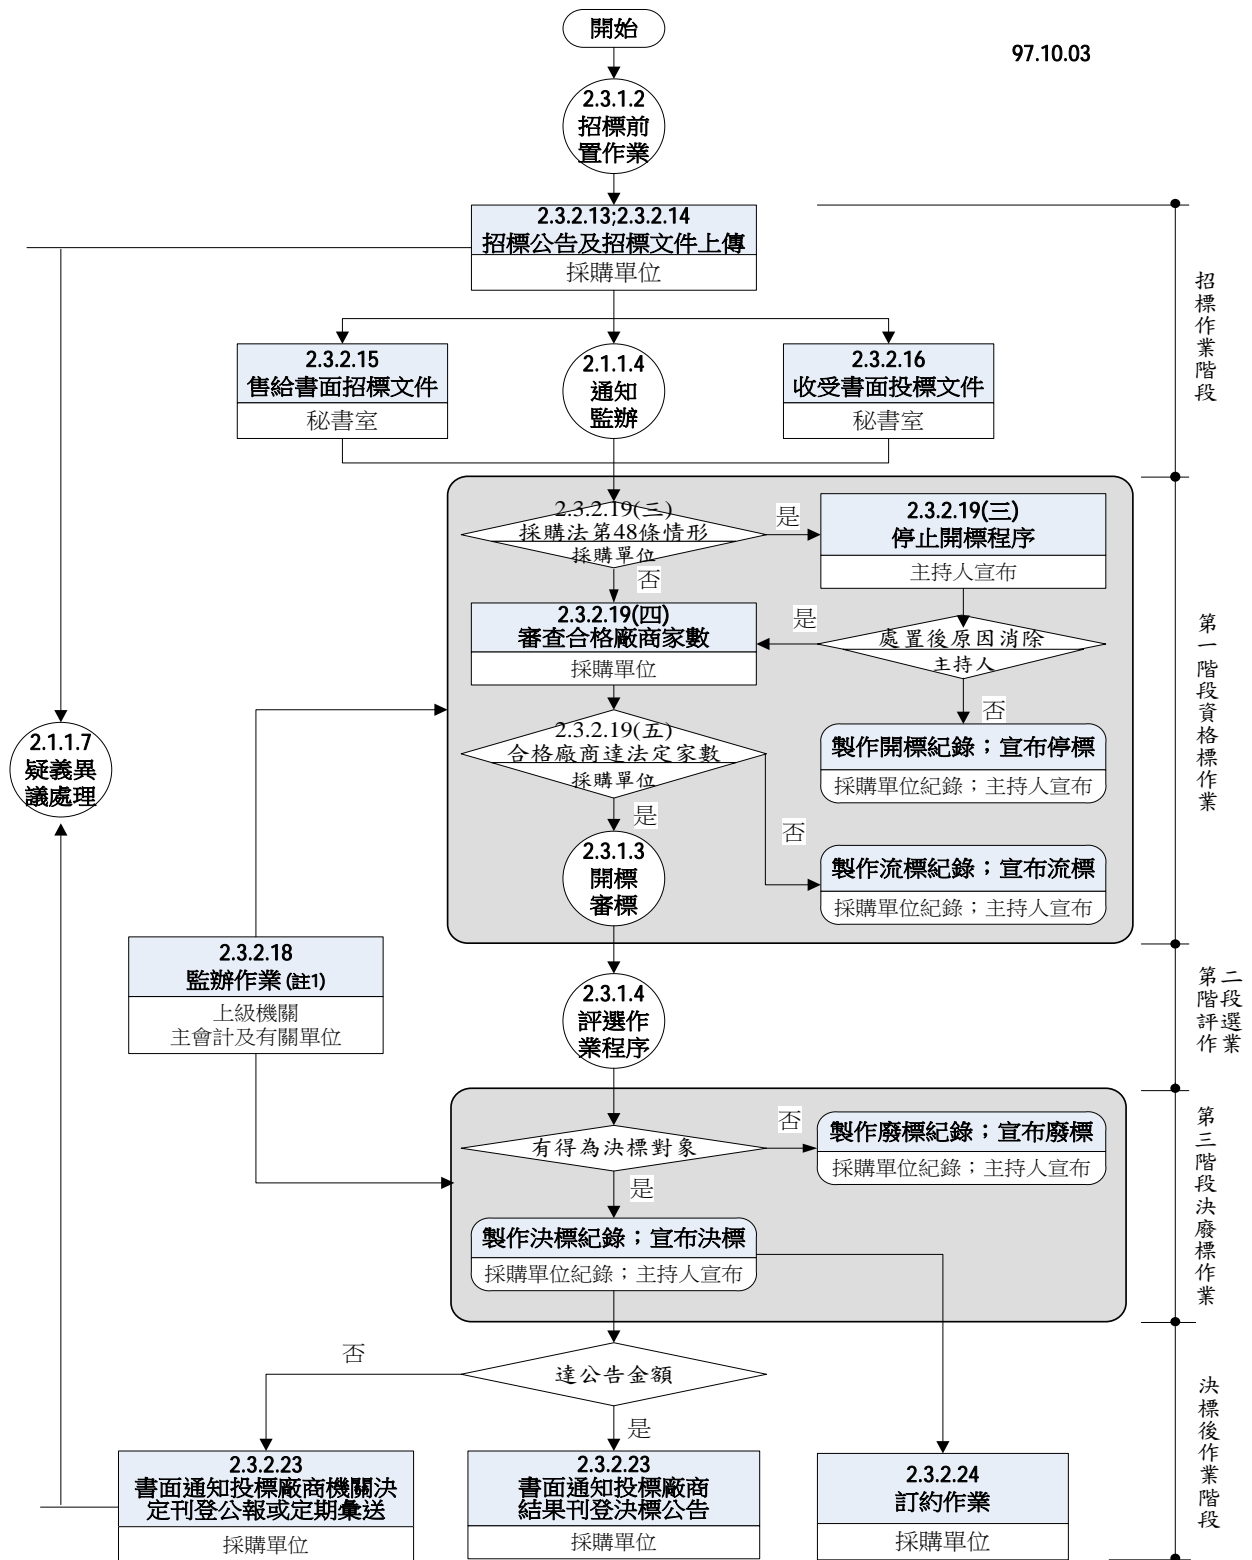 開始
97.10.03
2.3.1.2
招標前
置作業
2.3.2.13;2.3.2.14
招標公告及招標文件上傳
採購單位
招標作業階段
2.3.2.15
售給書面招標文件
秘書室
2.1.1.4
通知
監辦
2.3.2.16
收受書面投標文件
秘書室
2.3.2.19(三)
採購法第48條情形
採購單位
是
否
2.3.2.19(三)
停止開標程序
主持人宣布
2.3.2.19(四)
審查合格廠商家數
採購單位
是
處置後原因消除
主持人
否
第一階段資格標作業
2.3.2.19(五)
合格廠商達法定家數
採購單位
是
否
製作開標紀錄；宣布停標
採購單位紀錄；主持人宣布
2.1.1.7
疑義異
議處理
2.3.1.3
開標
審標
製作流標紀錄；宣布流標
採購單位紀錄；主持人宣布
2.3.2.18
監辦作業(註1)
上級機關
主會計及有關單位
2.3.1.4
評選作
業程序
第二
階段
評選
作業
有得為決標對象
否
是
製作廢標紀錄；宣布廢標
採購單位紀錄；主持人宣布
第三階段決廢標作業
製作決標紀錄；宣布決標
採購單位紀錄；主持人宣布
達公告金額
否
是
決標後作業階段
2.3.2.23
書面通知投標廠商機關決
定刊登公報或定期彙送
採購單位
2.3.2.23
書面通知投標廠商
結果刊登決標公告
採購單位
2.3.2.24
訂約作業
採購單位